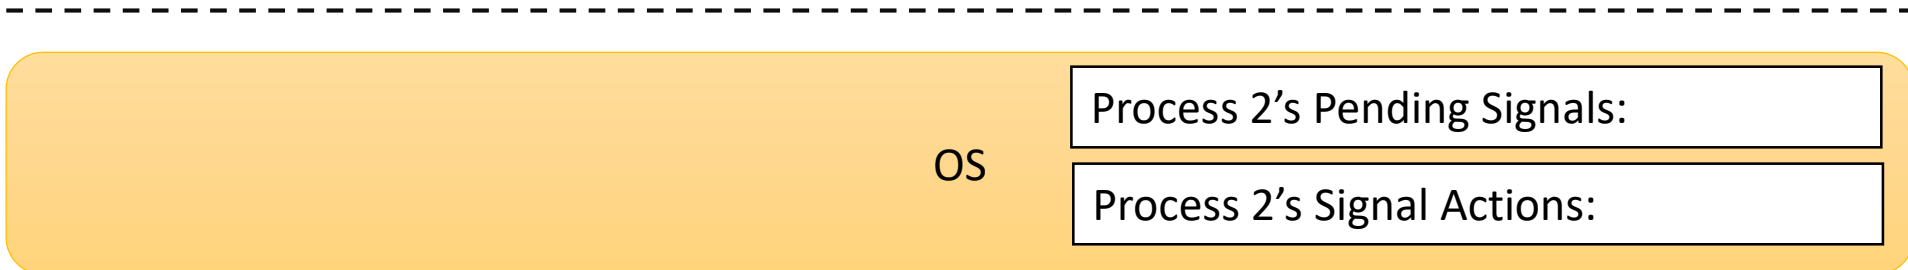 Process 2’s Pending Signals:
OS
Process 2’s Signal Actions: